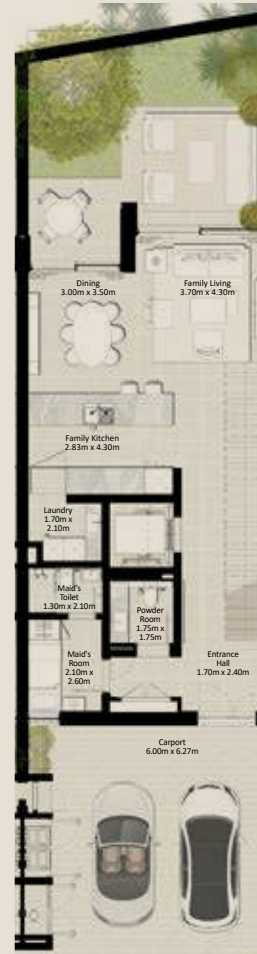 Dining
3.00m x 3.50m
Family Living
3.70m x 4.30m
Family Kitchen
2.83m x 4.30m
Laundry
1.70m x
2.10m
Maid's
Toilet
1.30m x 2.10m
Powder
Room
1.75m x
1.75m
Maid's
Room
2.10m x
2.60m
Entrance
Hall
1.70m x 2.40m
Carport
6.00m x 6.27m